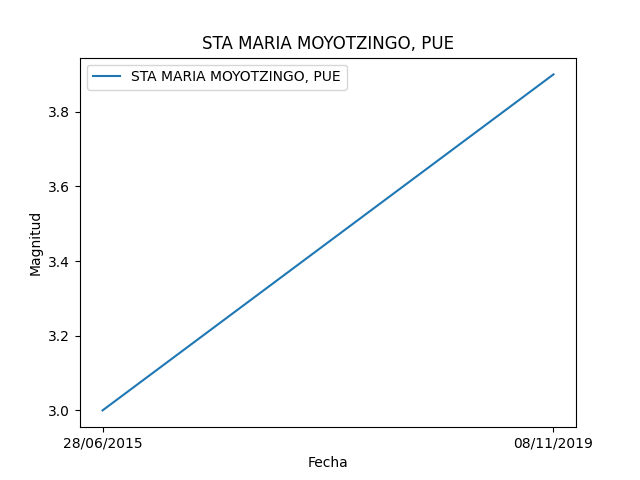 STA MARIA MOYOTZINGO, PUE
STA MARIA MOYOTZINGO, PUE
3.8
3.6
3.4
3.2
3.0
Magnitud
28/06/2015
08/11/2019
Fecha